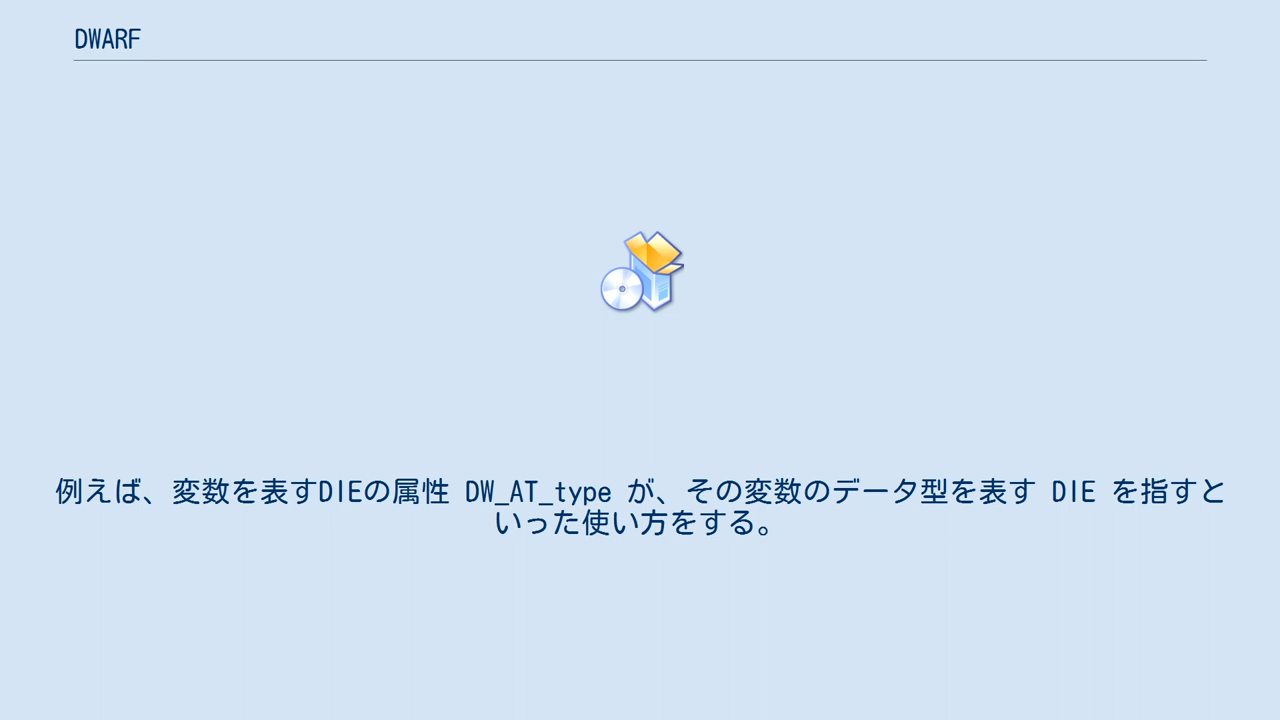 DWARF
例えば、変数を表すDIEの属性 DW_AT_type が、その変数のデータ型を表す DIE を指すと
いった使い方をする。